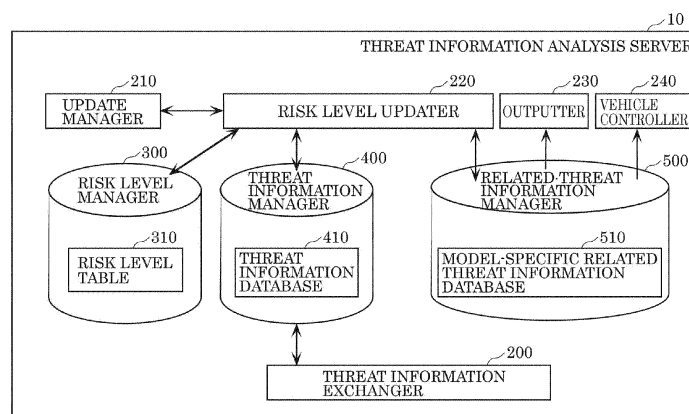 10
THREAT INFORMATION ANALYSIS SERVER
210
220
230
240
UPDATE
MANAGER
RISK LEVEL UPDATER
OUTPUTTER
VEHICLE
CONTROLLER
300
400
500
RISK LEVEL
MANAGER
THREAT
INFORMATION
MANAGER
RELATED-THREAT
INFORMATION
MANAGER
310
410
510
RISK LEVEL
TABLE
THREAT
INFORMATION
DATABASE
MODEL-SPECIFIC RELATED
THREAT INFORMATION
DATABASE
200
THREAT INFORMATION
EXCHANGER